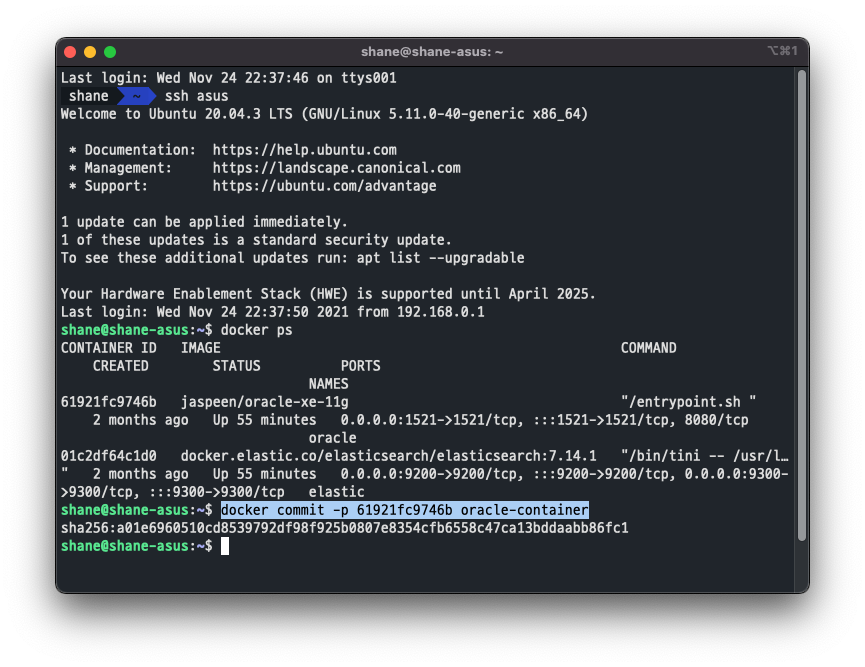 shane@shane-asus: ~
⌥⌘1
Last login: Wed Nov 24 22:37:46 on ttys001
shane ~ ssh asus
Welcome to Ubuntu 20.04.3 LTS (GNU/Linux 5.11.0-40-generic x86_64)
* Documentation:  https://help.ubuntu.com
* Management:     https://landscape.canonical.com
* Support:        https://ubuntu.com/advantage
1 update can be applied immediately.
1 of these updates is a standard security update.
To see these additional updates run: apt list --upgradable
Your Hardware Enablement Stack (HWE) is supported until April 2025.
Last login: Wed Nov 24 22:37:50 2021 from 192.168.0.1
shane@shane-asus:~$ docker ps
CONTAINER ID   IMAGE                                                  COMMAND
    CREATED        STATUS          PORTS
                               NAMES
61921fc9746b   jaspeen/oracle-xe-11g                                  "/entrypoint.sh "
    2 months ago   Up 55 minutes   0.0.0.0:1521->1521/tcp, :::1521->1521/tcp, 8080/tcp
                               oracle
01c2df64c1d0   docker.elastic.co/elasticsearch/elasticsearch:7.14.1   "/bin/tini -- /usr/l…
"   2 months ago   Up 55 minutes   0.0.0.0:9200->9200/tcp, :::9200->9200/tcp, 0.0.0.0:9300-
>9300/tcp, :::9300->9300/tcp   elastic
shane@shane-asus:~$ docker commit -p 61921fc9746b oracle-container
sha256:a01e6960510cd8539792df98f925b0807e8354cfb6558c47ca13bddaabb86fc1
shane@shane-asus:~$